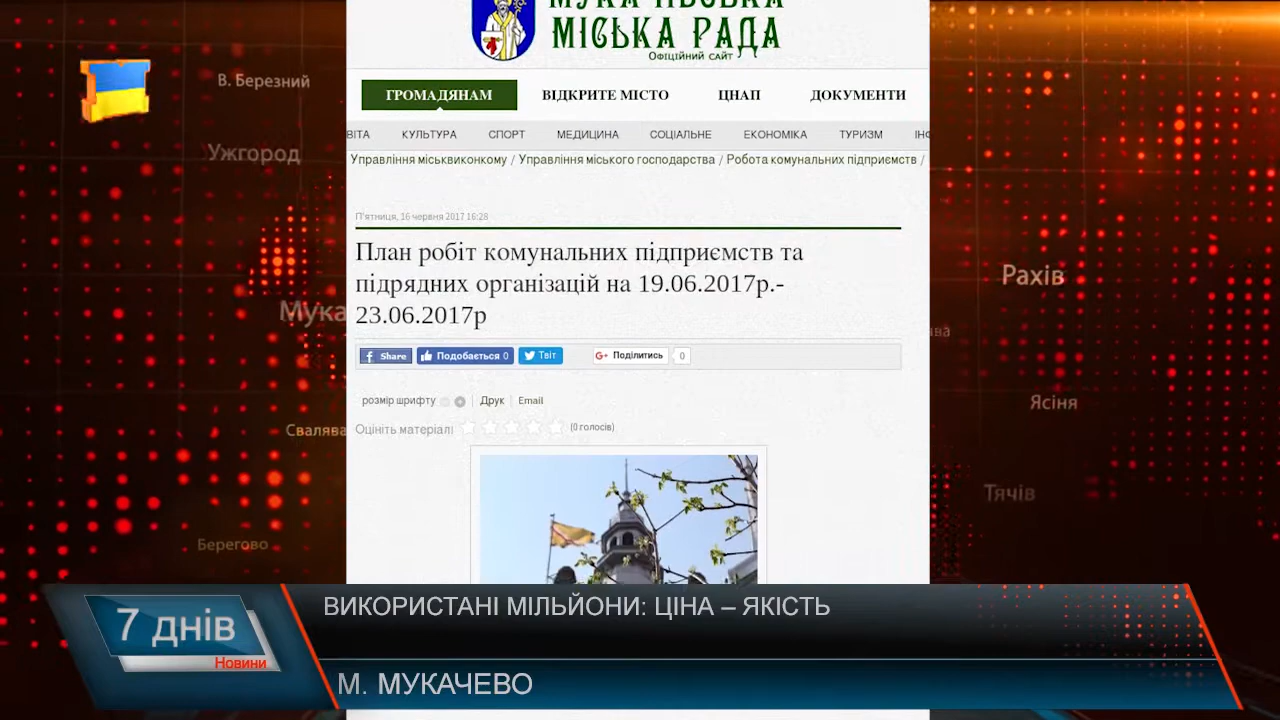 МІСЬКА РАДА
Офіційний сайт
ГРОМАДЯНАМ ВІДКРИТЕ МІСТО ЦНАП ДОКУМЕНТИ
ВІТА КУЛЬТУРА СПОРТ МЕДИЦИНА СОЦІАЛЬНЕ ЕКОНОМІКА ТУРИЗМ ІНФ
Управління міськвиконкому / Управління міського господарства / Робота комунальних підприємств /
П'ятниця, 16 червня 2017 16:28
План робіт комунальних підприємств та
підрядних організацій на 19.06.2017р.-
23.06.2017р
Share Подобається 0 Твіт G+ Поділитись 0
розмір шрифту Друк Email
Оцініть матеріал (0 голосів)
В. Березний
Ужгород
Мука
Свалява
Берегово
Рахів
Ясіня
Тячів
7 днів
Новини
ВИКОРИСТАНІ МІЛЬЙОНИ: ЦІНА – ЯКІСТЬ
М. МУКАЧЕВО